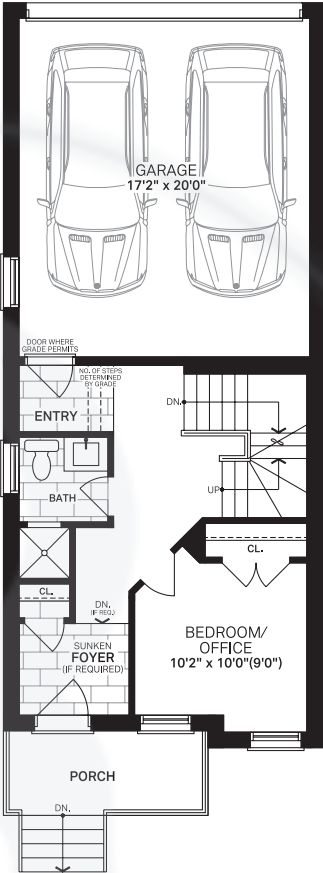 GARAGE
17'2" x 20'0"
DOOR WHERE
GRADE PERMITS
NO. OF STEPS
DETERMINED
BY GRADE
ENTRY
DN.
BATH
UP
CL.
CL.
DN.
(IF REQ.)
SUNKEN
FOYER
(IF REQUIRED)
BEDROOM/
OFFICE
10'2" x 10'0"(9'0")
PORCH
DN.